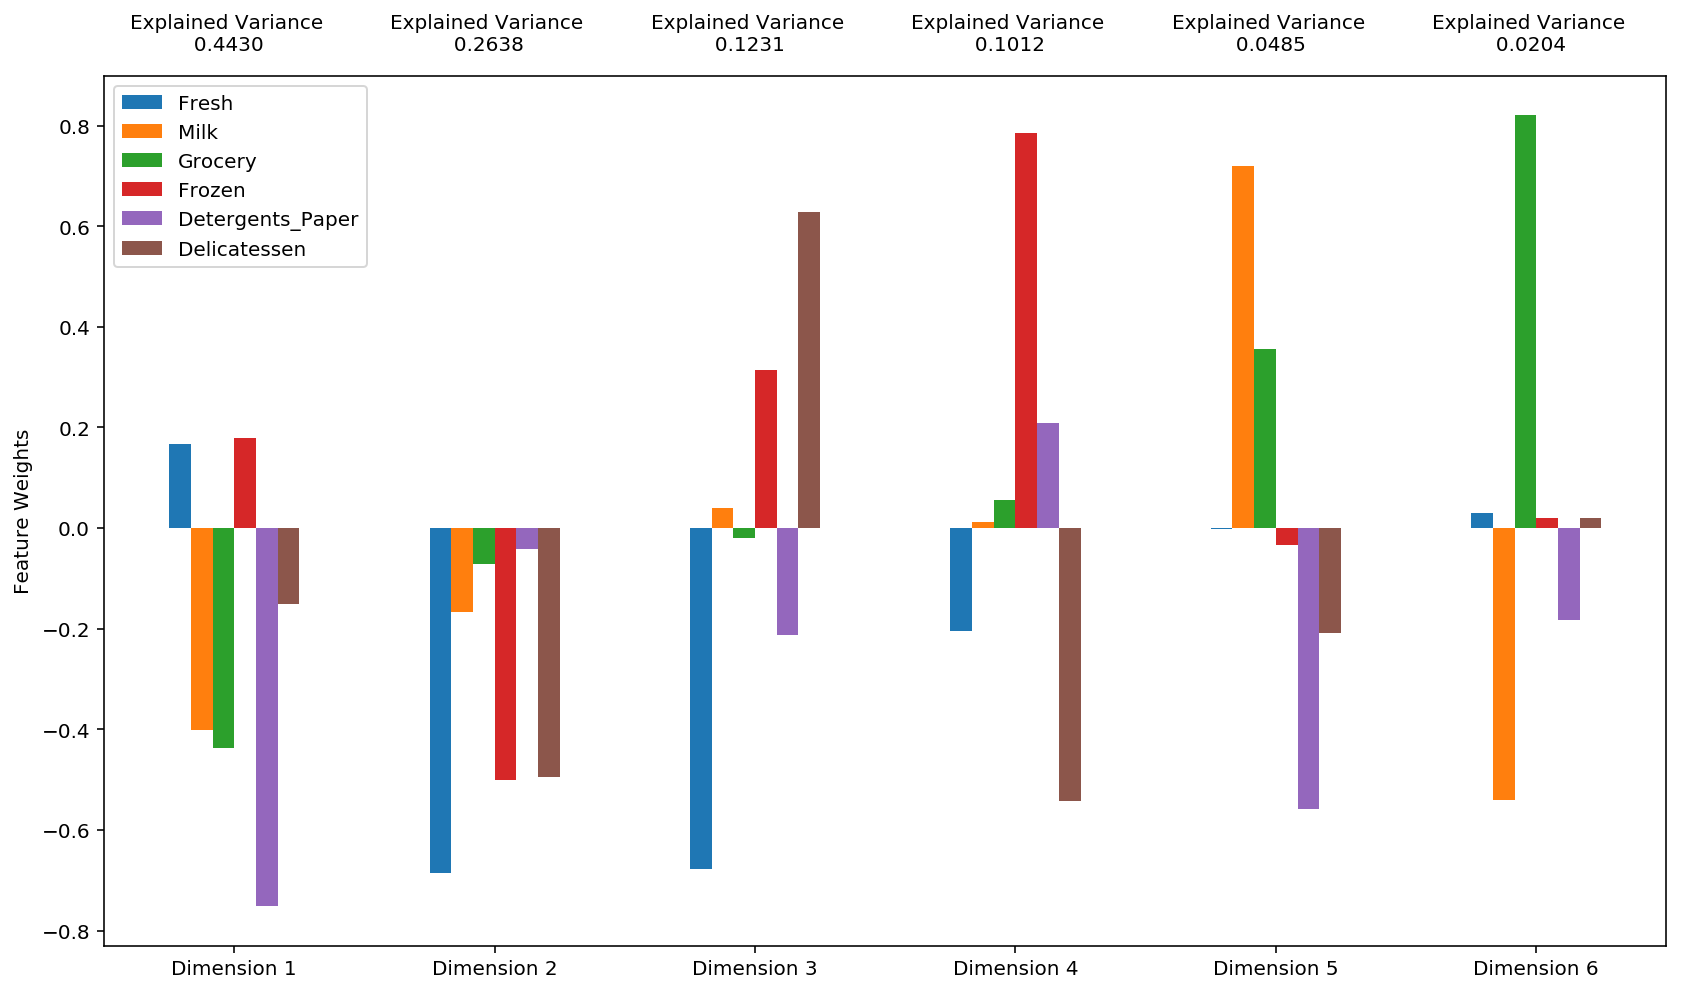 Explained Variance
0.4430
Explained Variance
0.2638
Explained Variance
0.1231
Explained Variance
0.1012
Explained Variance
0.0485
Explained Variance
0.0204
Fresh
Milk
Grocery
Frozen
Detergents_Paper
Delicatessen
Feature Weights
0.8
0.6
0.4
0.2
0.0
−0.2
−0.4
−0.6
−0.8
Dimension 1
Dimension 2
Dimension 3
Dimension 4
Dimension 5
Dimension 6